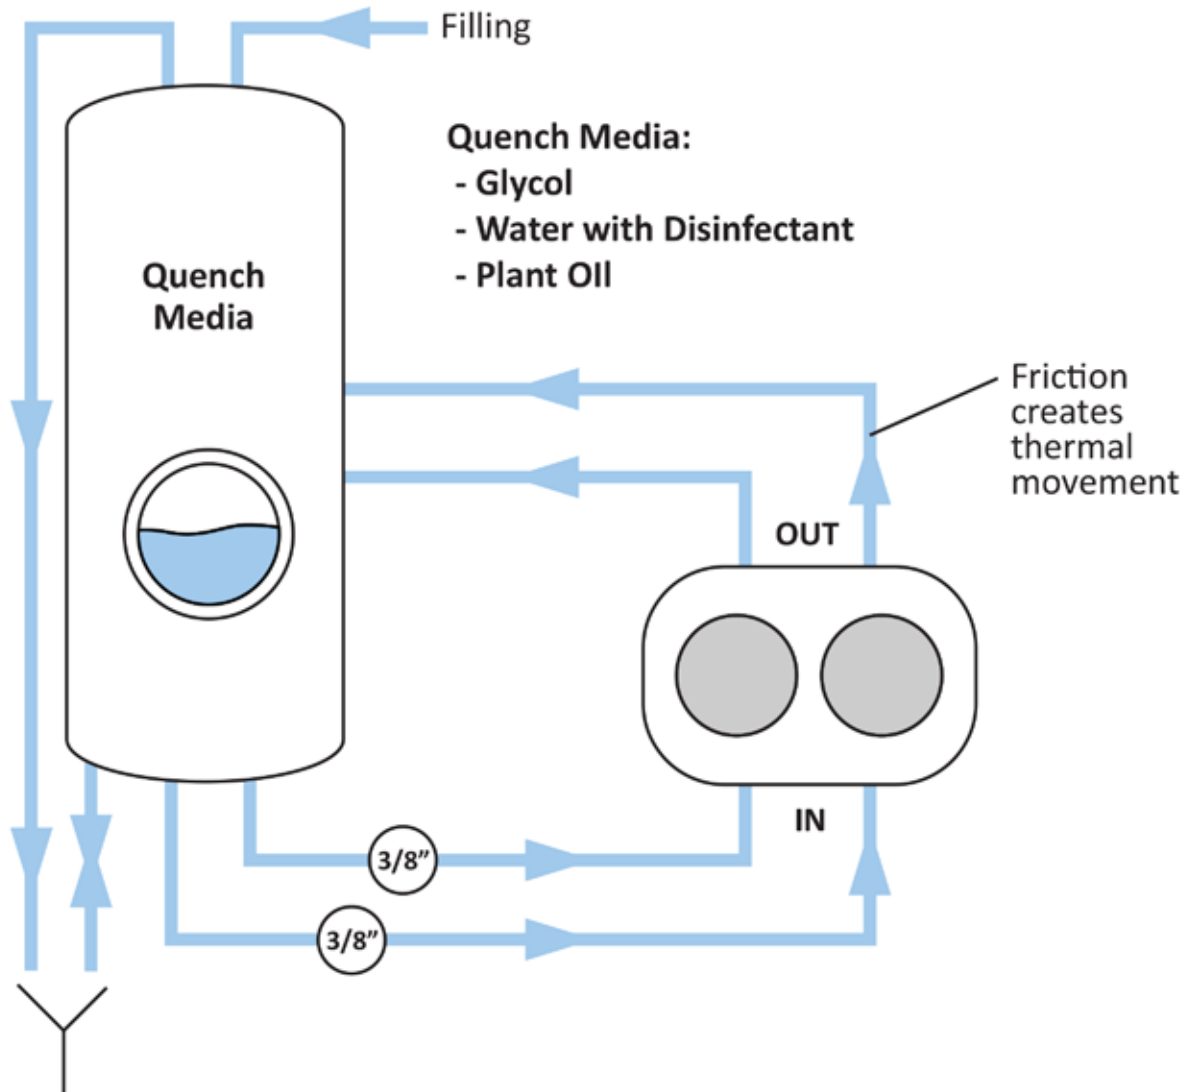 Filling
Quench Media:
- Glycol
- Water with Disinfectant
- Plant OIl
Quench
Media
Friction
creates
thermal
movement
OUT
IN
3/8”
3/8”